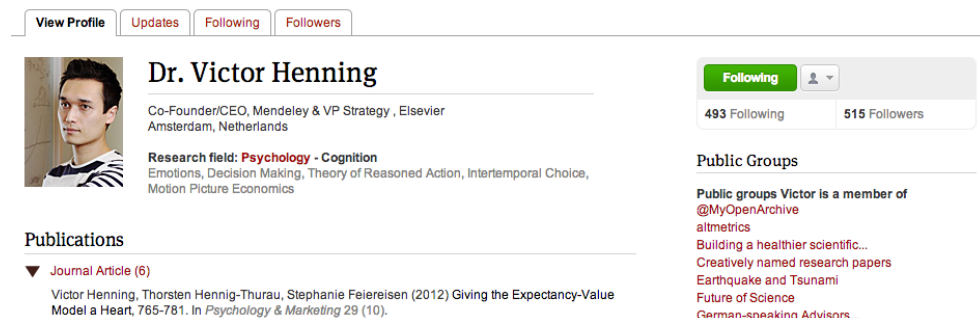 View Profile
Updates
Following
Followers
Dr. Victor Henning
Co-Founder/CEO, Mendeley & VP Strategy , Elsevier
Amsterdam, Netherlands
Research field: Psychology - Cognition
Emotions, Decision Making, Theory of Reasoned Action, Intertemporal Choice,
Motion Picture Economics
Publications
Journal Article (6)
Victor Henning, Thorsten Hennig-Thurau, Stephanie Feiereisen (2012) Giving the Expectancy-Value
Model a Heart, 765-781. In Psychology & Marketing 29 (10).
Following
493 Following
515 Followers
Public Groups
Public groups Victor is a member of
@MyOpenArchive
altmetrics
Building a healthier scientific...
Creatively named research papers
Earthquake and Tsunami
Future of Science
German-speaking Advisors...